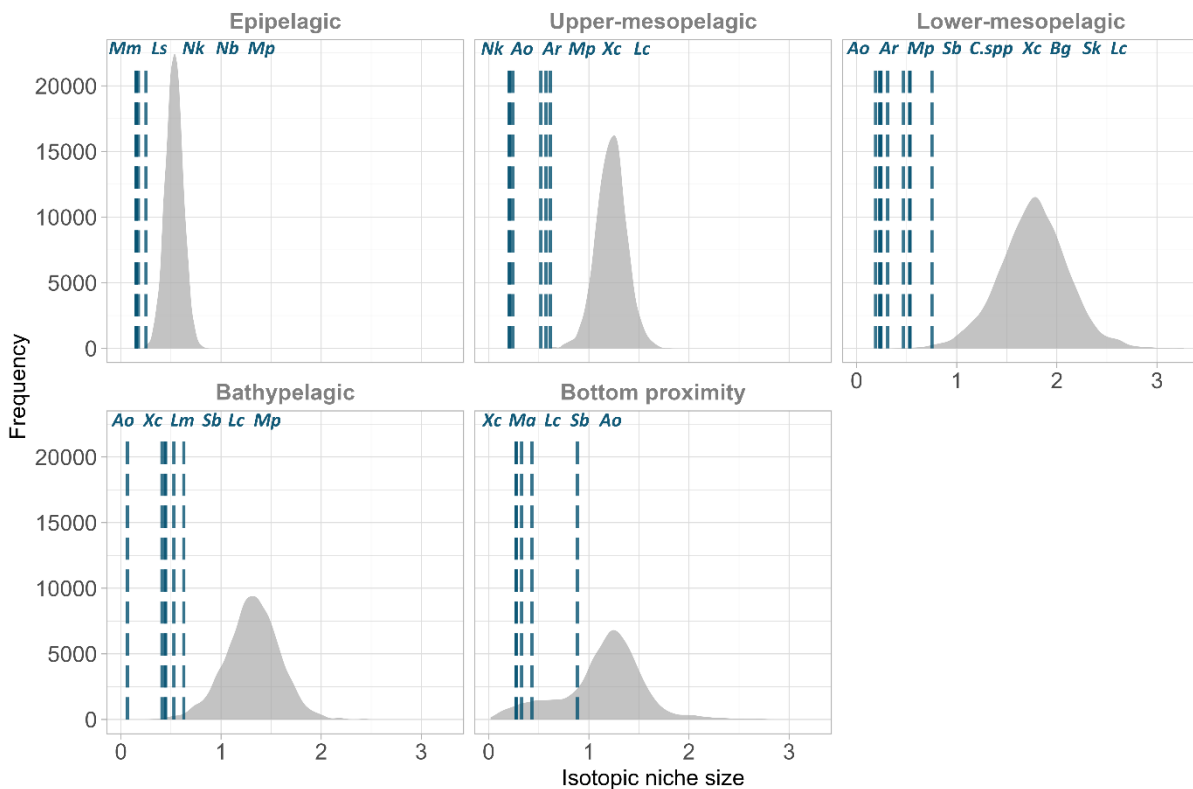 Epipelagic
Upper-mesopelagic
Lower-mesopelagic
Mm Ls Nk Nb Mp
Nk Ao Ar Mp Xc Lc
Ao Ar Mp Sb C.spp Xc Bg Sk Lc
20000
15000
10000
5000
0
0 1 2 3
Bathypelagic
Bottom proximity
Ao Xc Lm Sb Lc Mp
Xc Ma Lc Sb Ao
20000
15000
10000
5000
0
0 1 2 3
0 1 2 3
Frequency
Isotopic niche size